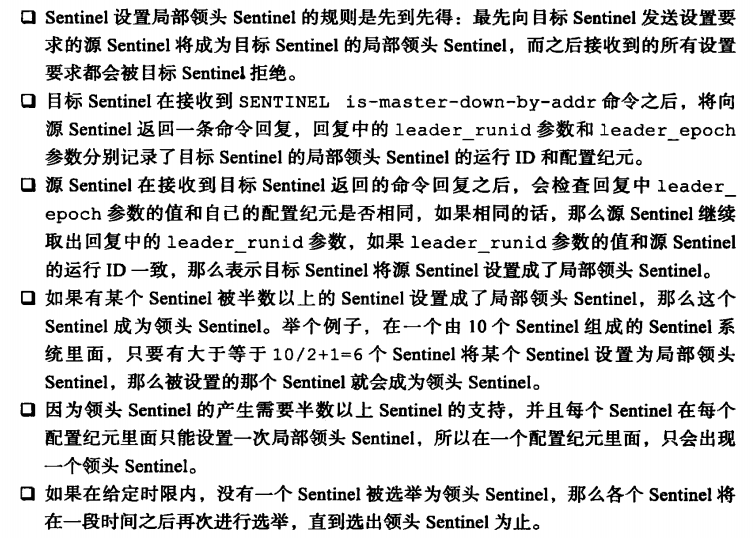 ❑ Sentinel 设置局部领头 Sentinel 的规则是先到先得：最先向目标 Sentinel 发送设置要
求的源 Sentinel 将成为目标 Sentinel 的局部领头 Sentinel，而之后接收到的所有设置
要求都会被目标 Sentinel 拒绝。
❑ 目标 Sentinel 在接收到 SENTINEL is-master-down-by-addr 命令之后，将向
源 Sentinel 返回一条命令回复，回复中的 leader_runid 参数和 leader_epoch
参数分别记录了目标 Sentinel 的局部领头 Sentinel 的运行 ID 和配置纪元。
❑ 源 Sentinel 在接收到目标 Sentinel 返回的命令回复之后，会检查回复中 leader_
epoch 参数的值和自己的配置纪元是否相同，如果相同的话，那么源 Sentinel 继续
取出回复中的 leader_runid 参数，如果 leader_runid 参数的值和源 Sentinel
的运行 ID 一致，那么表示目标 Sentinel 将源 Sentinel 设置成了局部领头 Sentinel。
❑ 如果有某个 Sentinel 被半数以上的 Sentinel 设置成了局部领头 Sentinel，那么这个
Sentinel 成为领头 Sentinel。举个例子，在一个由 10 个 Sentinel 组成的 Sentinel 系
统里面，只要有大于等于 10/2+1=6 个 Sentinel 将某个 Sentinel 设置为局部领头
Sentinel，那么被设置的那个 Sentinel 就会成为领头 Sentinel。
❑ 因为领头 Sentinel 的产生需要半数以上 Sentinel 的支持，并且每个 Sentinel 在每个
配置纪元里面只能设置一次局部领头 Sentinel，所以在一个配置纪元里面，只会出现
一个领头 Sentinel。
❑ 如果在给定时限内，没有一个 Sentinel 被选举为领头 Sentinel，那么各个 Sentinel 将
在一段时间之后再次进行选举，直到选出领头 Sentinel 为止。